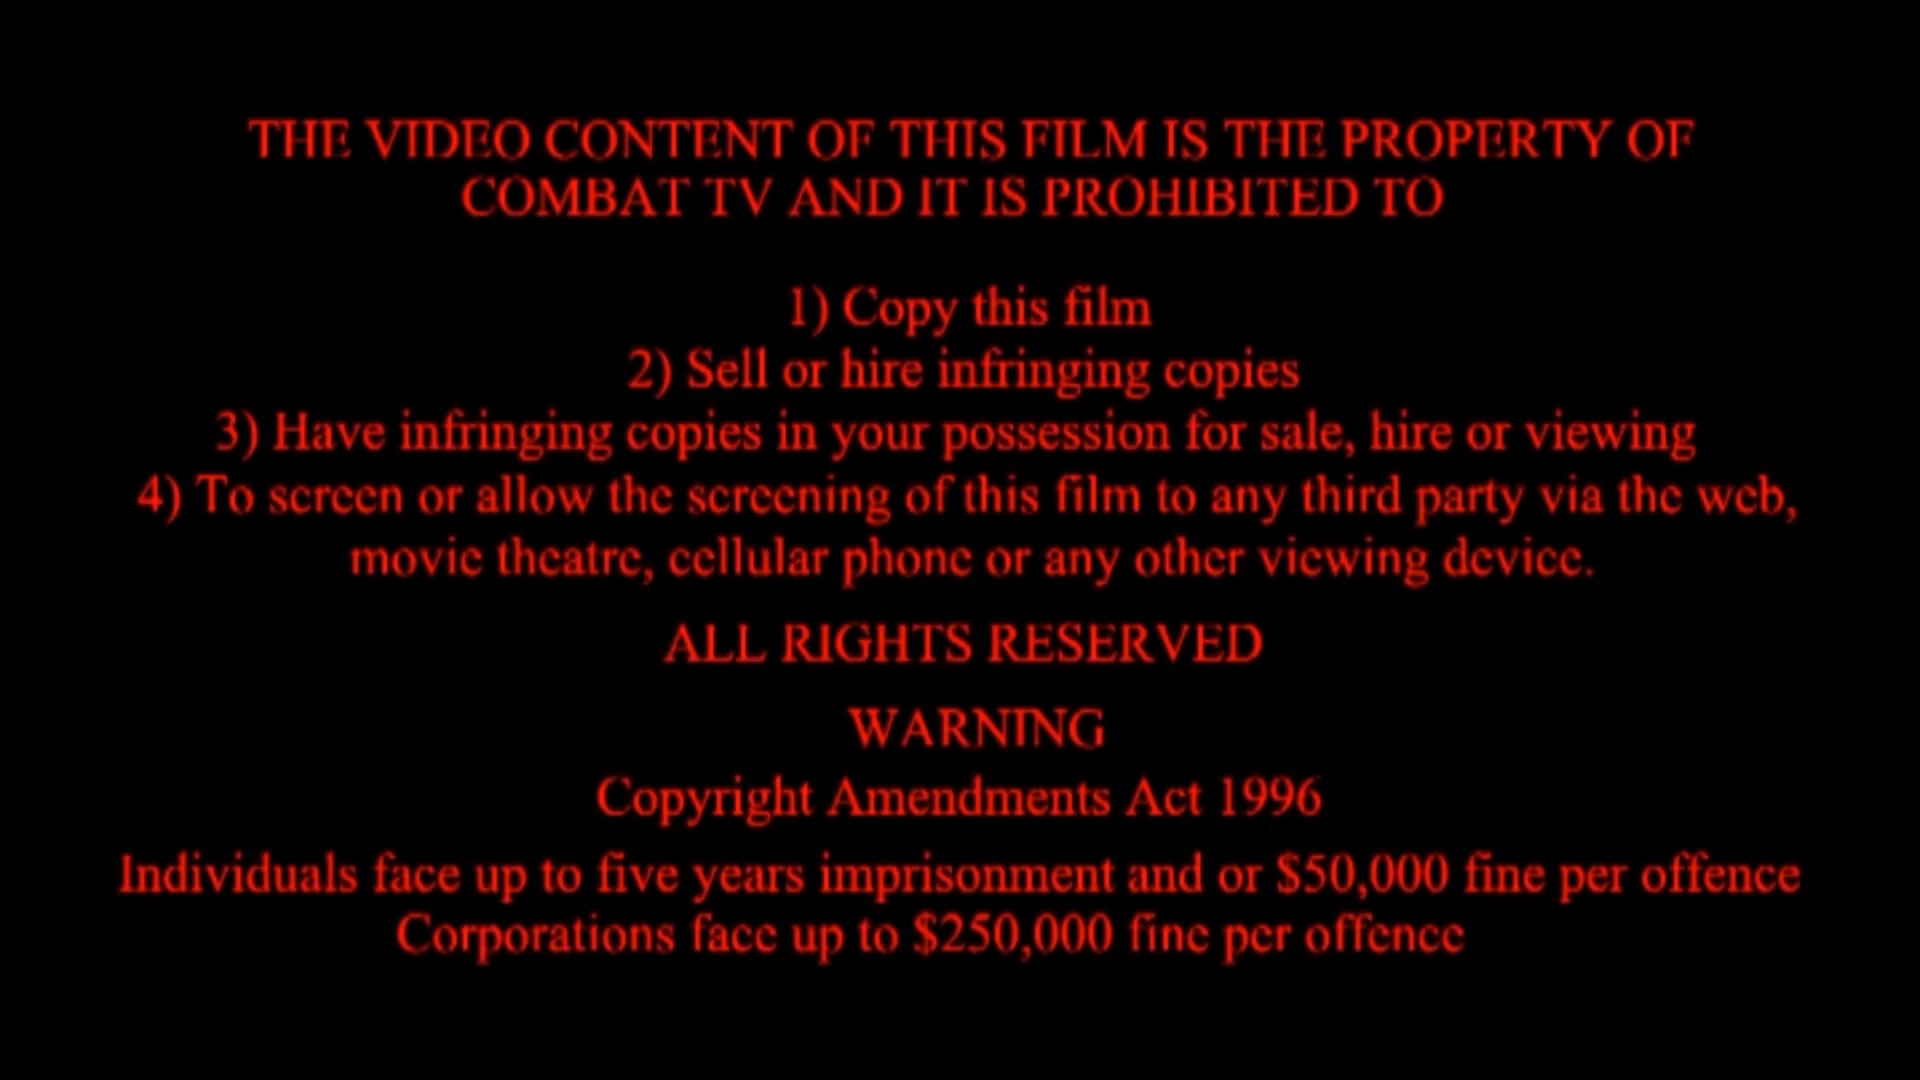 THE VIDEO CONTENT OF THIS FILM IS THE PROPERTY OF
COMBAT TV AND IT IS PROHIBITED TO
1) Copy this film
2) Sell or hire infringing copies
3) Have infringing copies in your possession for sale, hire or viewing
4) To screen or allow the screening of this film to any third party via the web,
movie theatre, cellular phone or any other viewing device.
ALL RIGHTS RESERVED
WARNING
Copyright Amendments Act 1996
Individuals face up to five years imprisonment and or $50,000 fine per offence
Corporations face up to $250,000 fine per offence